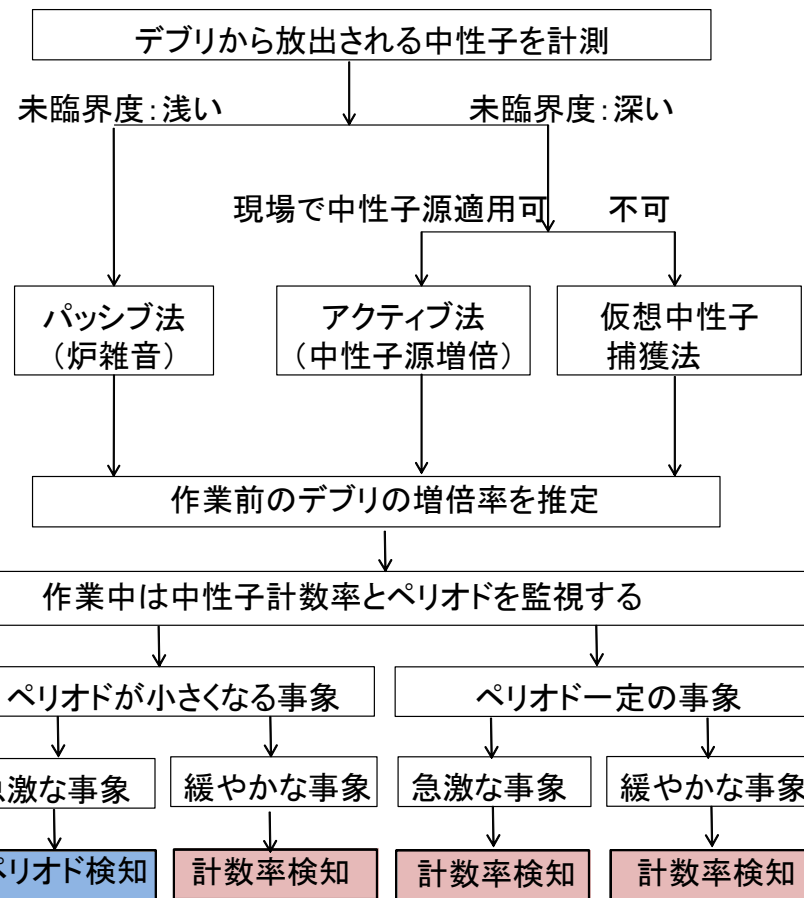 デブリから放出される中性子を計測
未臨界度:浅い
未臨界度:深い
現場で中性子源適用可
不可
パッシブ法
(炉雑音)
アクティブ法
(中性子源増倍)
仮想中性子
捕獲法
作業前のデブリの増倍率を推定
作業中は中性子計数率とペリオドを監視する
ペリオドが小さくなる事象
ペリオド一定の事象
急激な事象
緩やかな事象
急激な事象
緩やかな事象
ペリオド検知
計数率検知
計数率検知
計数率検知